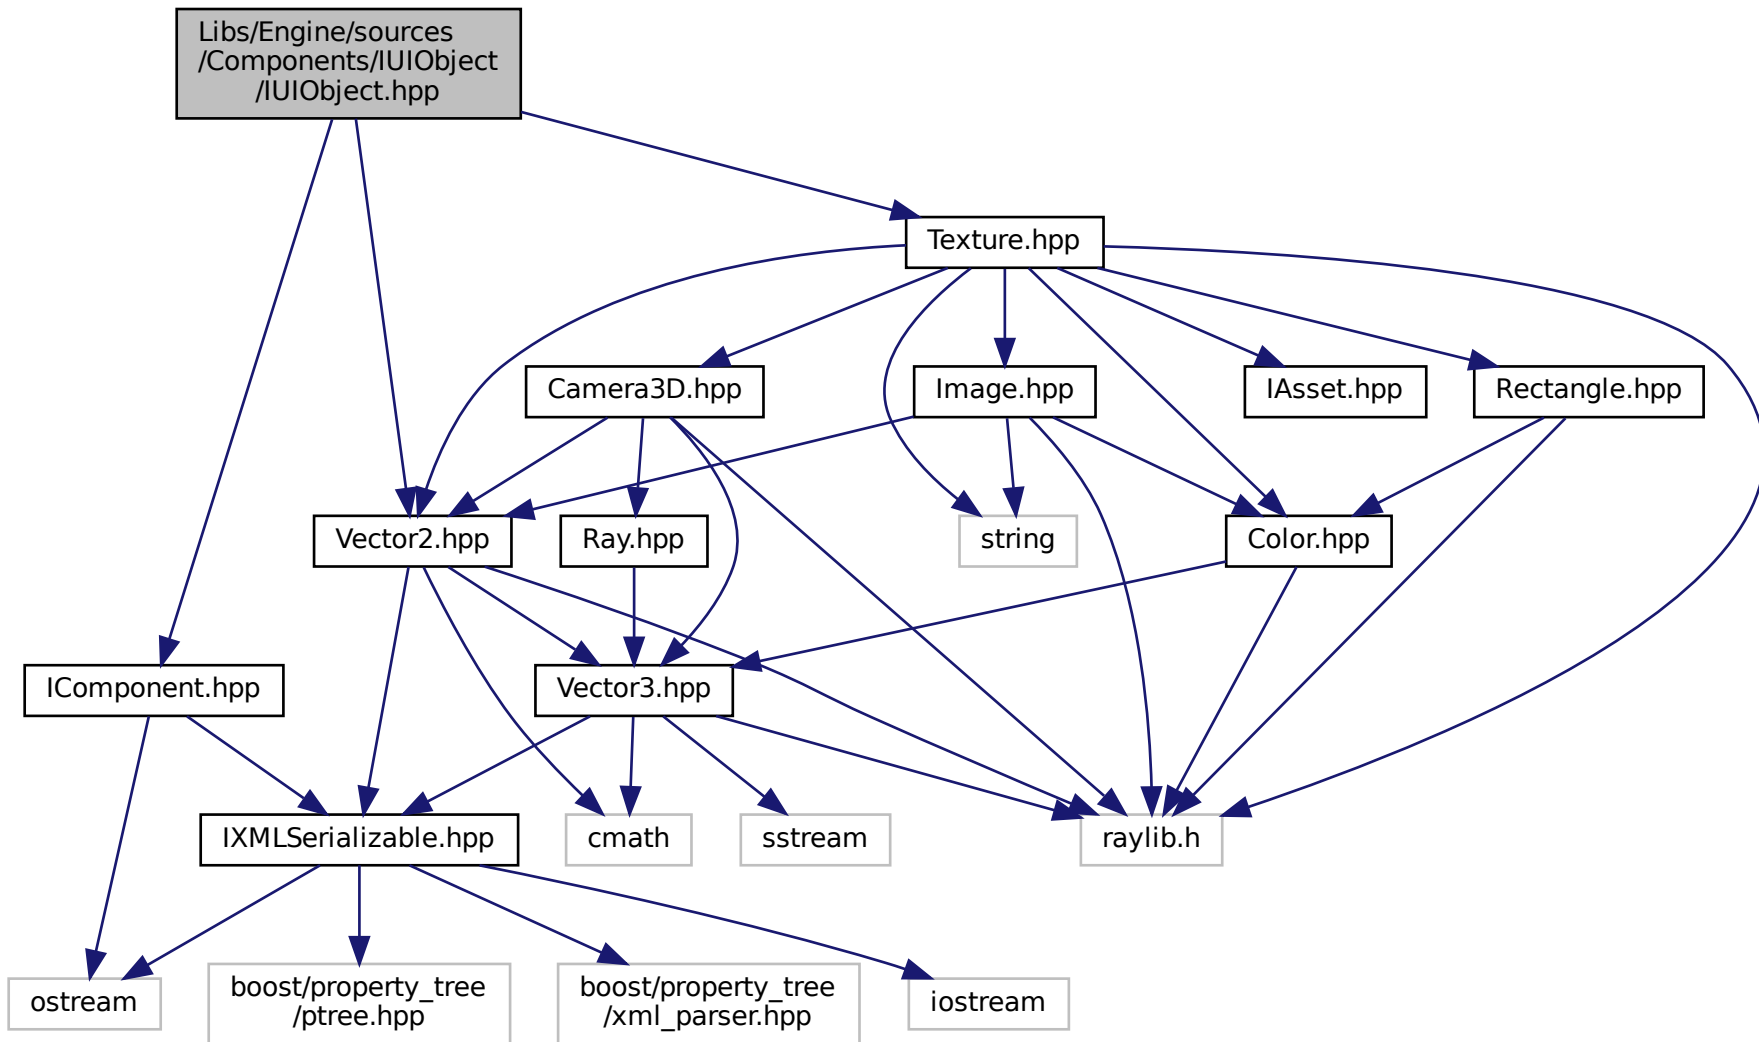 Libs/Engine/sources
/Components/IUIObject
/IUIObject.hpp
Texture.hpp
Camera3D.hpp
Image.hpp
IAsset.hpp
Rectangle.hpp
Vector2.hpp
Ray.hpp
string
Color.hpp
IComponent.hpp
Vector3.hpp
IXMLSerializable.hpp
cmath
sstream
raylib.h
ostream
boost/property_tree
/ptree.hpp
boost/property_tree
/xml_parser.hpp
iostream